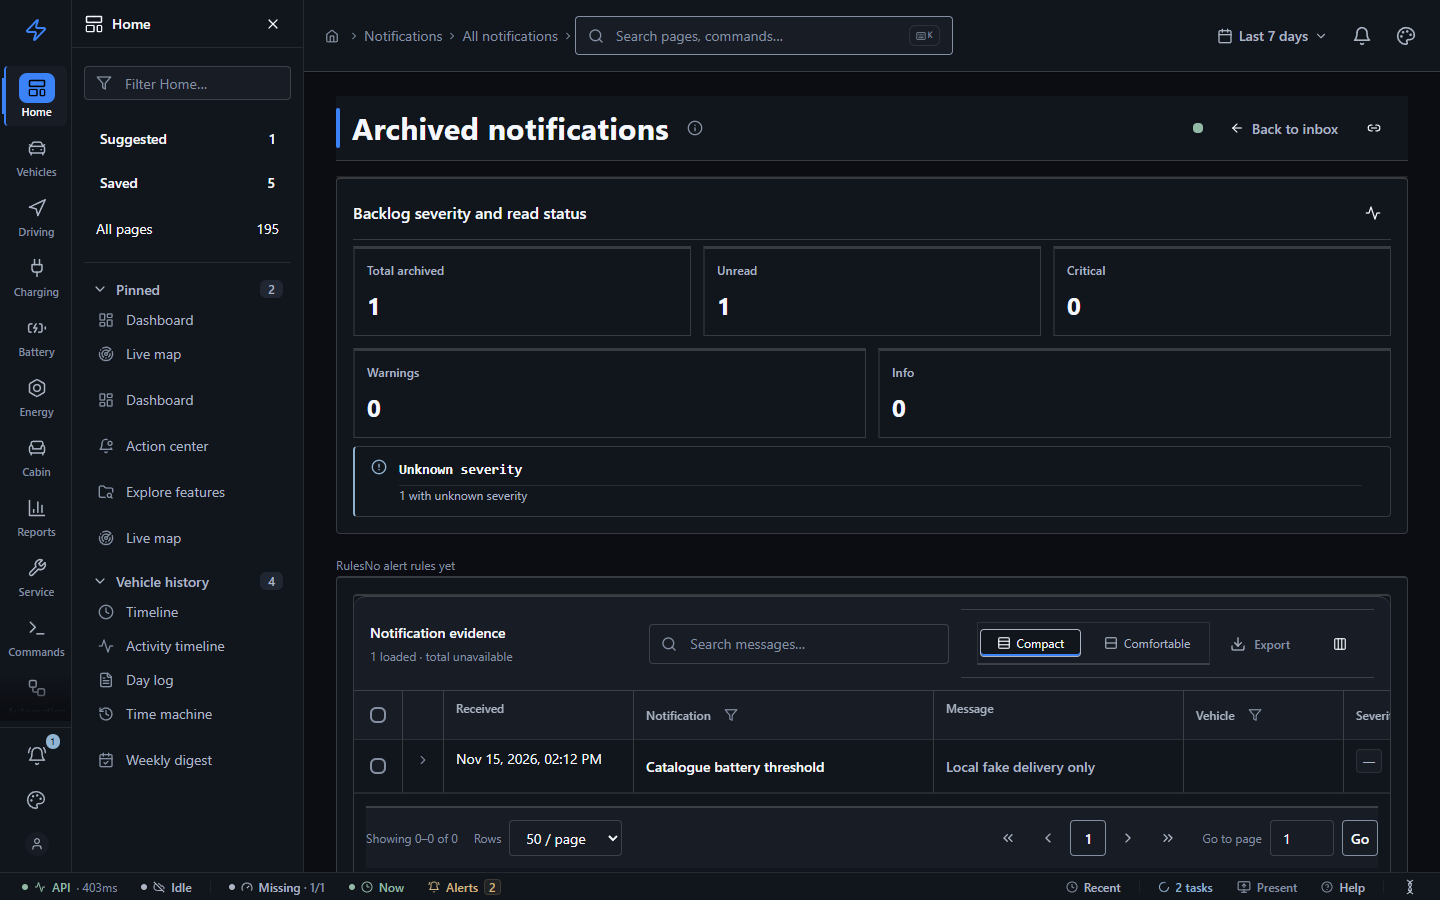 Home
Vehicles
Driving
Charging
Battery
Energy
Cabin
Reports
Service
Commands
1
Home
Filter Home...
Suggested 1
Saved 5
All pages 195
Pinned 2
Dashboard
Live map
Dashboard
Action center
Explore features
Live map
Vehicle history 4
Timeline
Activity timeline
Day log
Time machine
Weekly digest
Notifications
All notifications
Search pages, commands...
K
Last 7 days
Archived notifications
Back to inbox
Backlog severity and read status
Total archived
1
Unread
1
Critical
0
Warnings
0
Info
0
Unknown severity
1 with unknown severity
RulesNo alert rules yet
Notification evidence
1 loaded · total unavailable
Search messages...
Compact
Comfortable
Export
Received
Notification
Message
Vehicle
Nov 15, 2026, 02:12 PM
Catalogue battery threshold
Local fake delivery only
—
Showing 0–0 of 0
Rows
50 / page
1
Go to page
1
Go
API · 403ms
Idle
Missing · 1/1
Now
Alerts 2
Recent
2 tasks
Present
Help